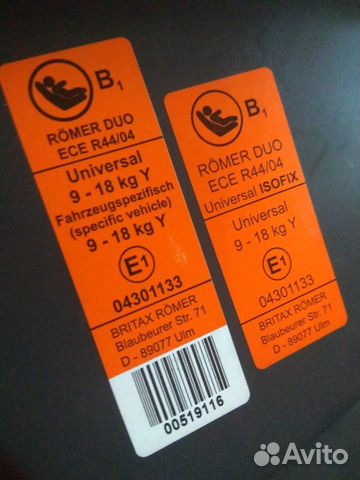 B1
RÖMER DUO
ECE R44/04
Universal
9 - 18 kg Y
Fahrzeugspezifisch
(specific vehicle)
9 - 18 kg Y
E1
04301133
BRITAX RÖMER
Blaubeurer Str. 71
D - 89077 Ulm
00519116
B1
RÖMER DUO
ECE R44/04
Universal ISOFIX
Universal
9 - 18 kg Y
E1
04301133
BRITAX RÖMER
Blaubeurer Str. 71
D - 89077 Ulm
Avito